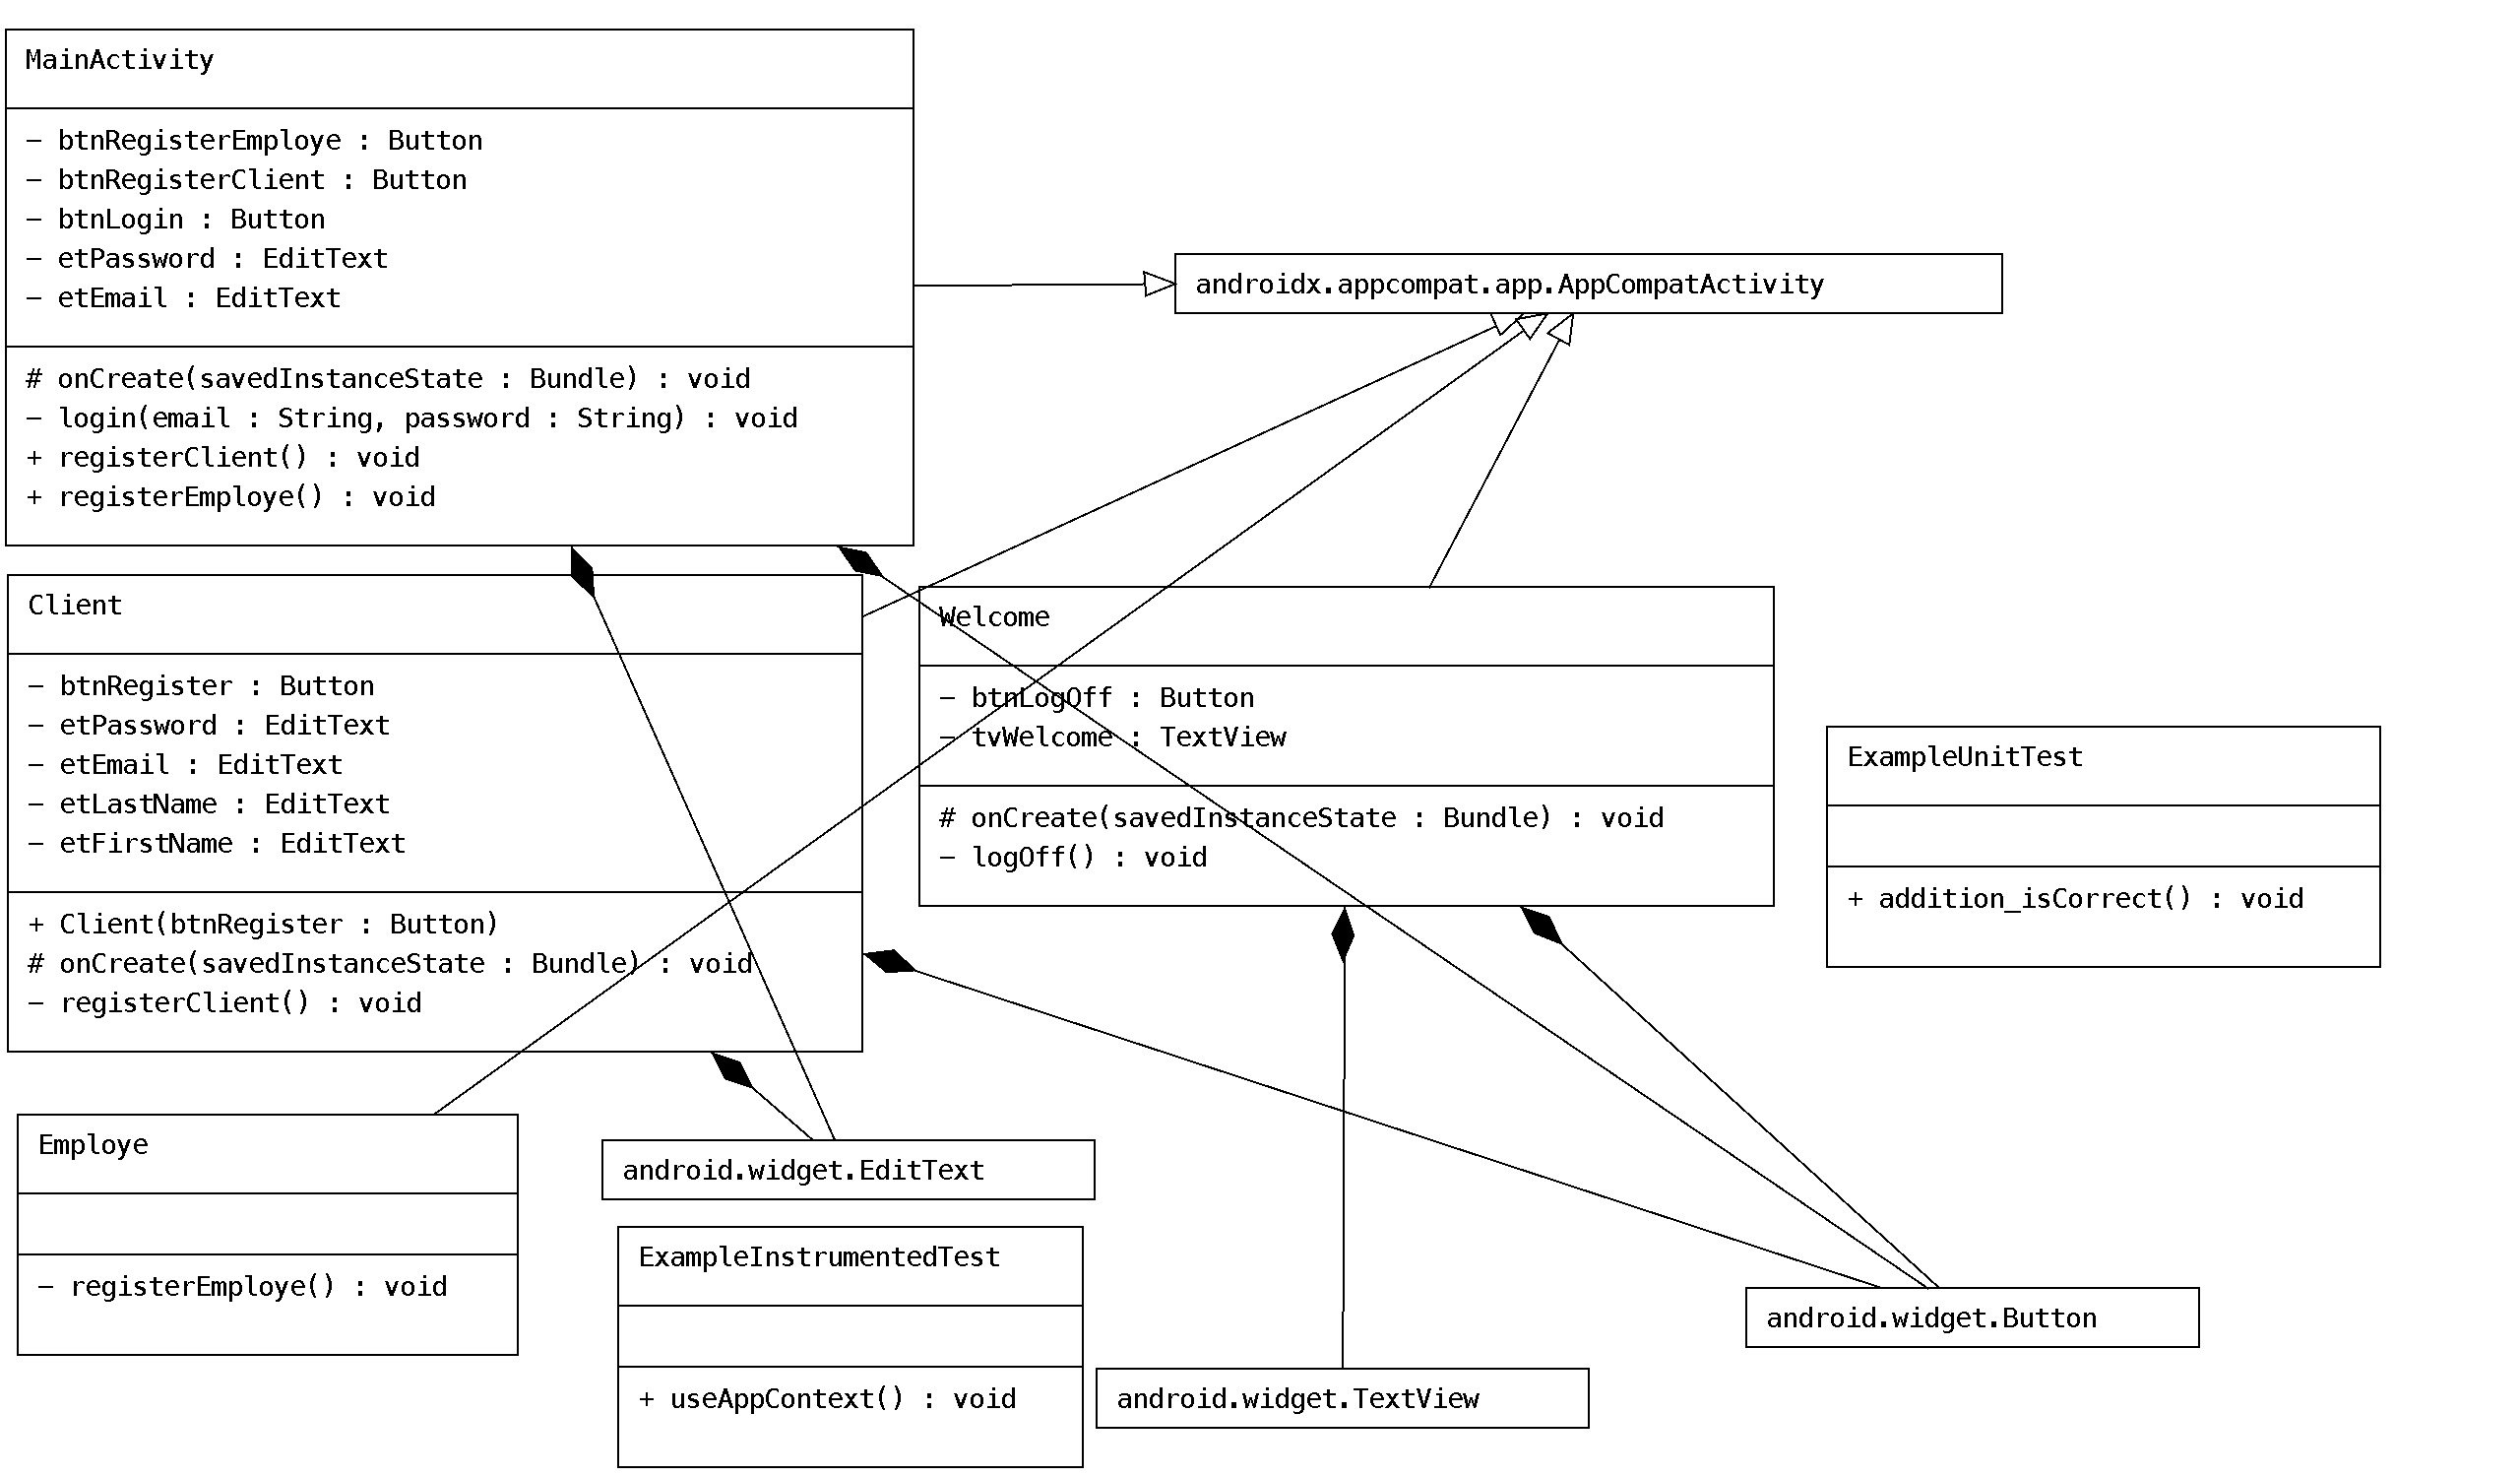 MainActivity
− btnRegisterEmploye : Button
− btnRegisterClient : Button
− btnLogin : Button
− etPassword : EditText
− etEmail : EditText
# onCreate(savedInstanceState : Bundle) : void
− login(email : String, password : String) : void
+ registerClient() : void
+ registerEmploye() : void
androidx.appcompat.app.AppCompatActivity
Client
− btnRegister : Button
− etPassword : EditText
− etEmail : EditText
− etLastName : EditText
− etFirstName : EditText
+ Client(btnRegister : Button)
# onCreate(savedInstanceState : Bundle) : void
− registerClient() : void
Welcome
− btnLogOff : Button
− tvWelcome : TextView
# onCreate(savedInstanceState : Bundle) : void
− logOff() : void
ExampleUnitTest
+ addition_isCorrect() : void
Employe
− registerEmploye() : void
android.widget.EditText
ExampleInstrumentedTest
+ useAppContext() : void
android.widget.TextView
android.widget.Button